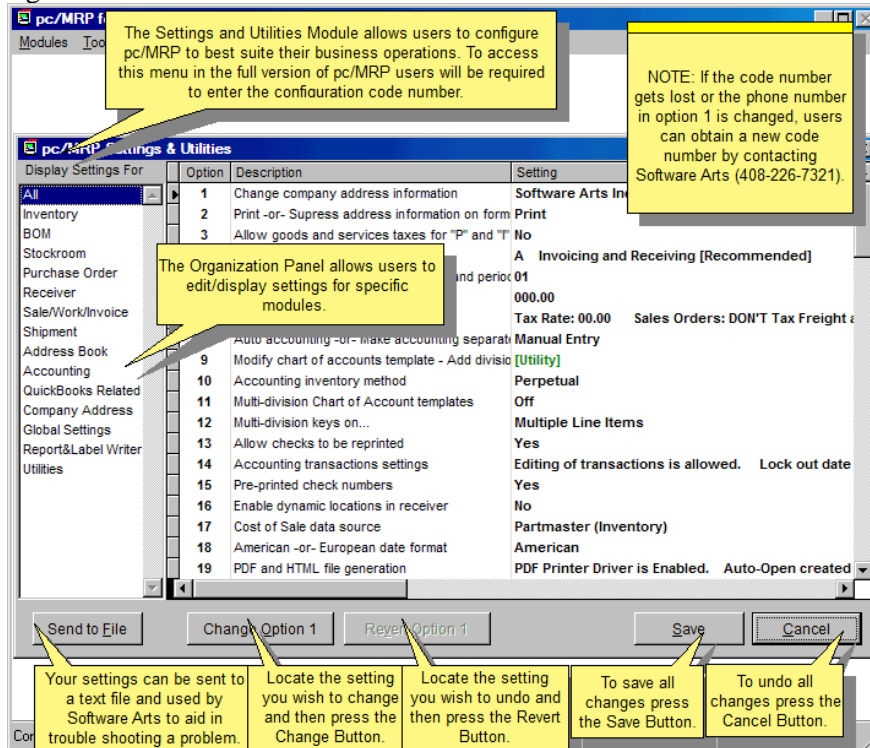 pc/MRP f
Modules Too
The Settings and Utilities Module allows users to configure
pc/MRP to best suite their business operations. To access
this menu in the full version of pc/MRP users will be required
to enter the configuration code number.
NOTE: If the code number
gets lost or the phone number
in option 1 is changed, users
can obtain a new code
number by contacting
Software Arts (408-226-7321).
pc/MRP Settings & Utilities
Display Settings For
All
Inventory
BOM
Stockroom
Purchase Order
Receiver
Sale/Work/Invoice
Shipment
Address Book
Accounting
QuickBooks Related
Company Address
Global Settings
Report&Label Writer
Utilities
The Organization Panel allows users to
edit/display settings for specific
modules.
Option Description Setting
1 Change company address information Software Arts In
2 Print -or- Supress address information on form Print
3 Allow goods and services taxes for "P" and "I" No
A Invoicing and Receiving [Recommended]
and period 01
000.00
Tax Rate: 00.00 Sales Orders: DON'T Tax Freight a
Auto accounting -or- Make accounting separate Manual Entry
9 Modify chart of accounts template - Add divisio [Utility]
10 Accounting inventory method Perpetual
11 Multi-division Chart of Account templates Off
12 Multi-division keys on... Multiple Line Items
13 Allow checks to be reprinted Yes
14 Accounting transactions settings Editing of transactions is allowed. Lock out date
15 Pre-printed check numbers Yes
16 Enable dynamic locations in receiver No
17 Cost of Sale data source Partmaster (Inventory)
18 American -or- European date format American
19 PDF and HTML file generation PDF Printer Driver is Enabled. Auto-Open created
Send to File Change Option 1 Revert Option 1 Save Cancel
Your settings can be sent to
a text file and used by
Software Arts to aid in
trouble shooting a problem.
Locate the setting
you wish to change
and then press the
Change Button.
Locate the setting
you wish to undo and
then press the Revert
Button.
To save all
changes press
the Save Button.
To undo all
changes press the
Cancel Button.
Cor